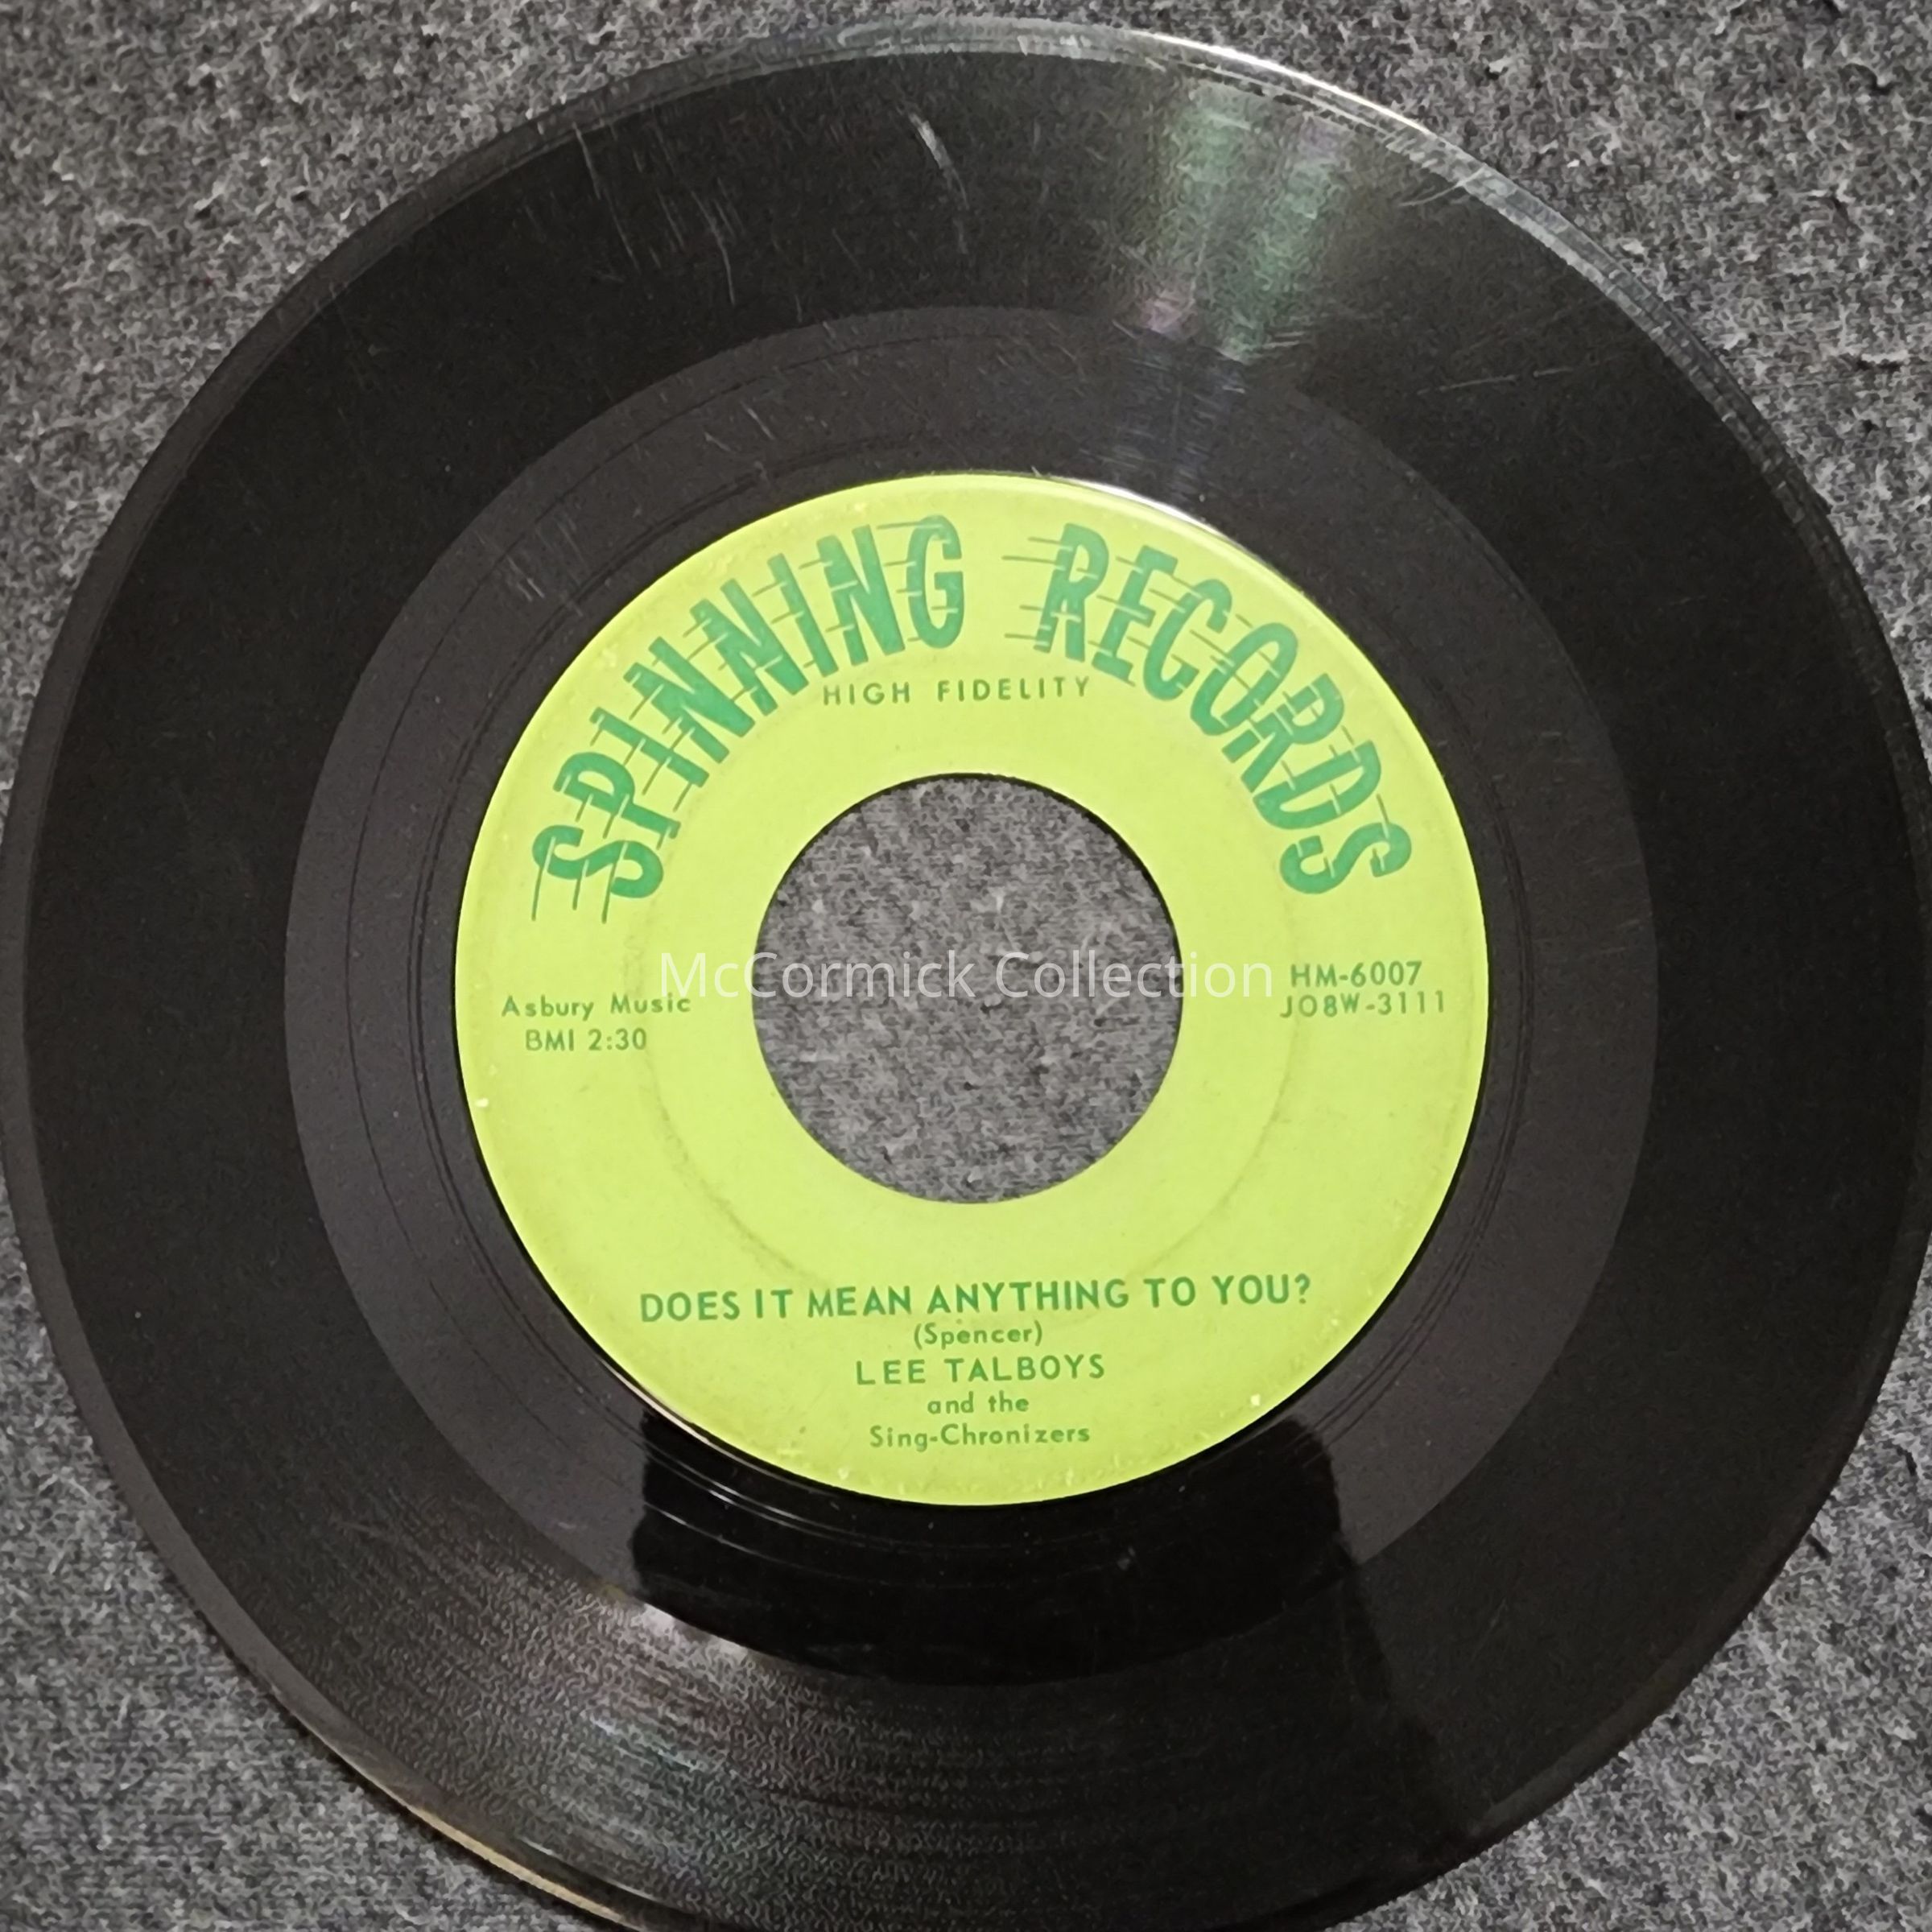 SPINNING RECORDS
HIGH FIDELITY
McCormick Collection
Asbury Music
BMI 2:30
HM-6007
JO8W-3111
DOES IT MEAN ANYTHING TO YOU?
(Spencer)
LEE TALBOYS
and the
Sing-Chronizers